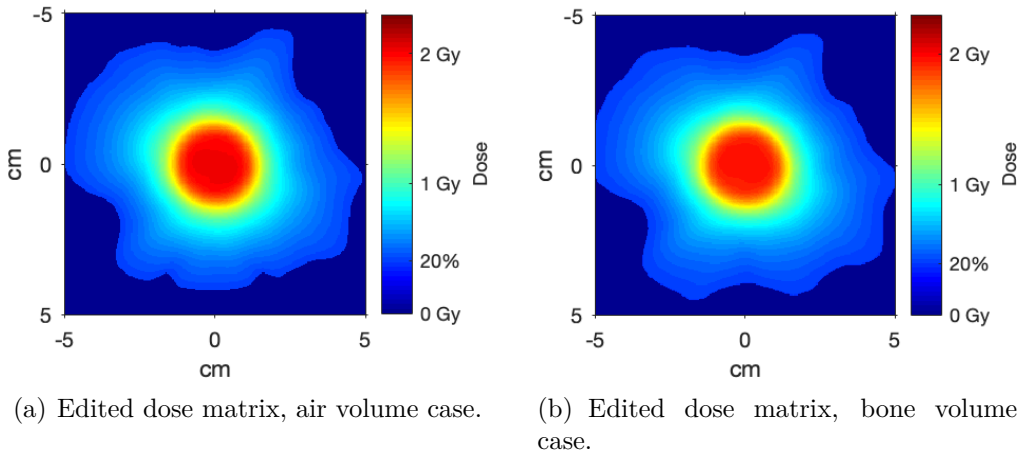 -5
0
5
cm
-5
0
5
cm
2 Gy
1 Gy
20%
0 Gy
Dose
(a) Edited dose matrix, air volume case.
-5
0
5
cm
-5
0
5
cm
2 Gy
1 Gy
20%
0 Gy
Dose
(b) Edited dose matrix, bone volume
case.